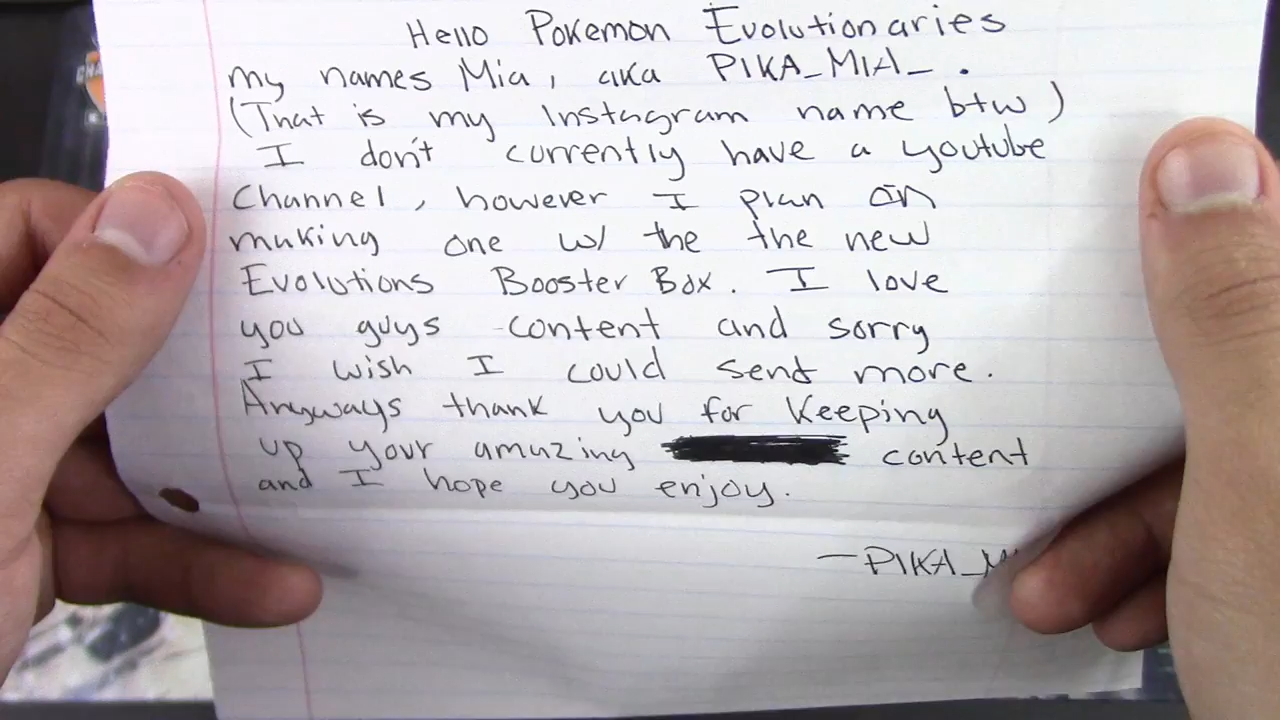 Hello Pokemon Evolutionaries
my names Mia, aka PIKA_MIA_.
(That is my Instagram name btw)
I don't currently have a youtube
Channel, however I plan on
making one w/ the the new
Evolutions Booster Box. I love
you guys content and sorry
I wish I could sent more.
Anyways thank you for Keeping
up your amazing content
and I hope you enjoy.
—PIKA_M